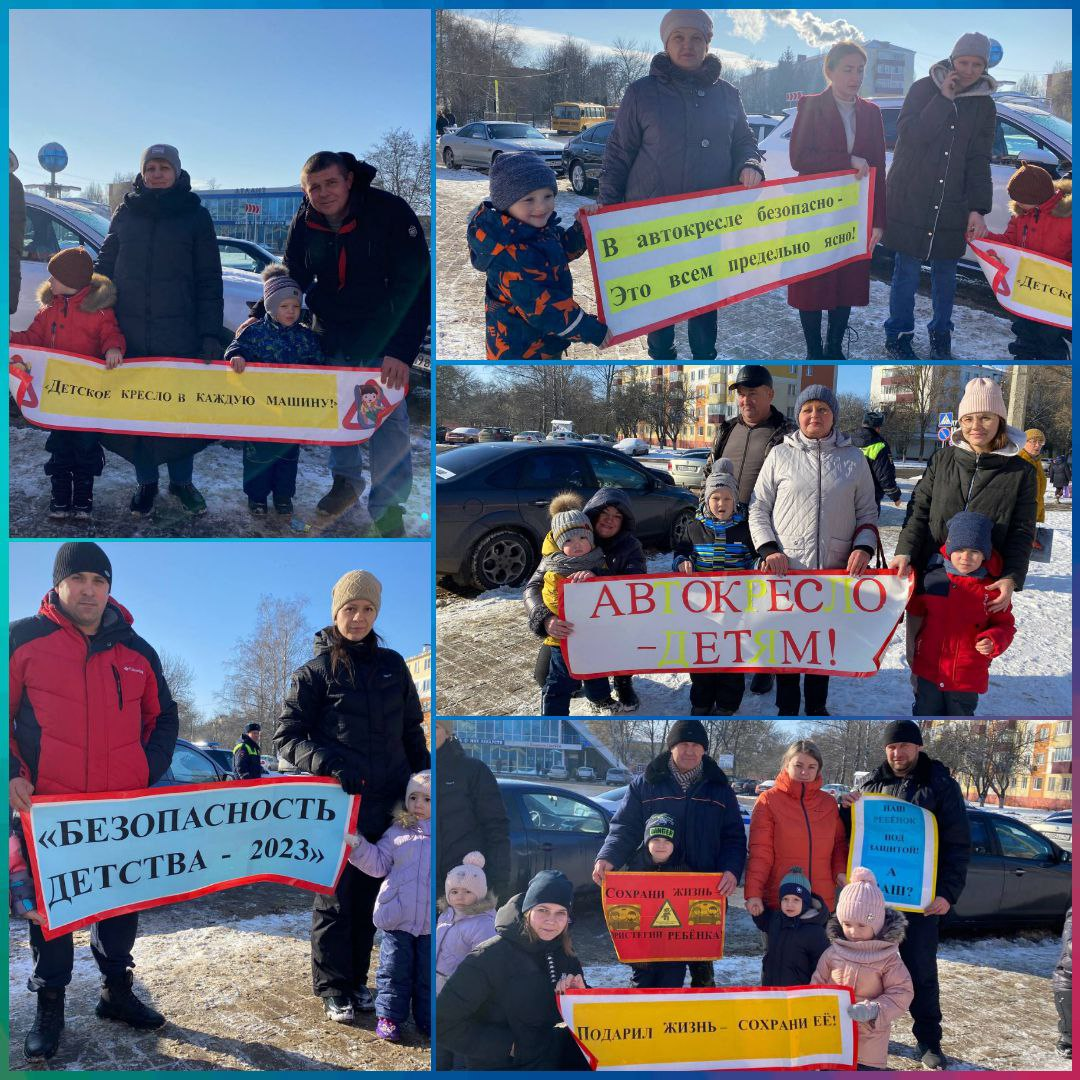 «Детское кресло в каждую машину!»
В автокресле безопасно -
Это всем предельно ясно!
«Детско
АВТОКРЕСЛО
-ДЕТЯМ!
«БЕЗОПАСНОСТЬ
ДЕТСТВА - 2023»
Сохрани жизнь
пристегни ребёнка!
НАШ
РЕБЁНОК
ПОД
ЗАЩИТОЙ!
А
ВАШ?
Подарил жизнь – сохрани её!